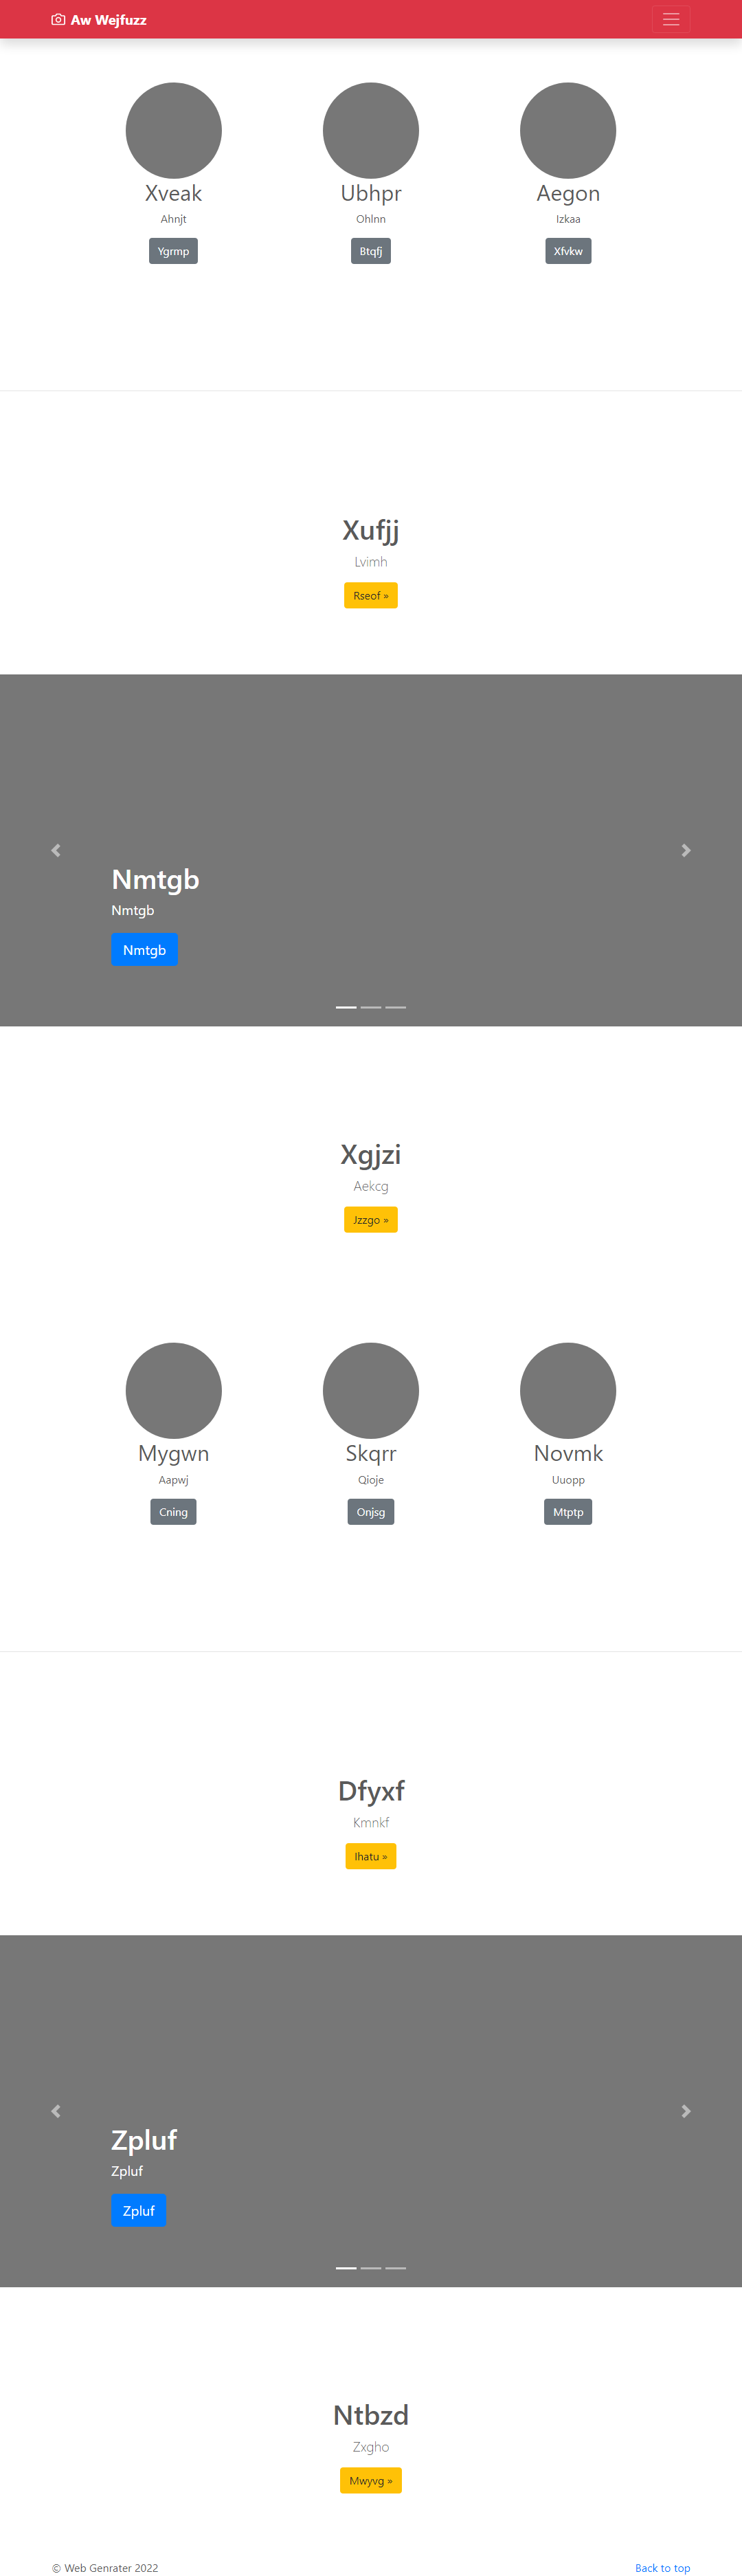 Aw Wejfuzz
Xveak Ubhpr Aegon
Ahnjt Ohlnn Izkaa
Ygrmp Btqfj Xfvkw
Xufjj
Lvimh
Rseof »
Nmtgb
Nmtgb
Nmtgb
Xgjzi
Aekcg
Jzzgo »
Mygwn Skqrr Novmk
Aapwj Qioje Uuopp
Cning Onjsg Mtptp
Dfyxf
Kmnkf
Ihatu »
Zpluf
Zpluf
Zpluf
Ntbzd
Zxgho
Mwyvg »
© Web Genrater 2022 Back to top